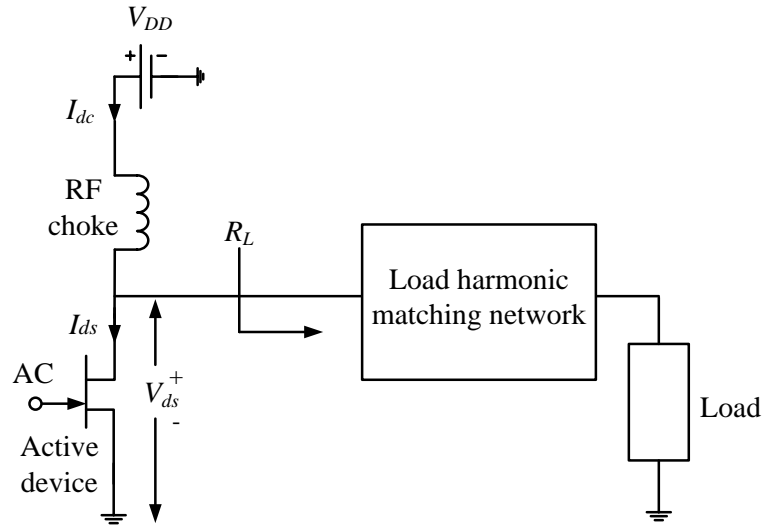 V_DD
+ -
I_dc
RF
choke
R_L
Load harmonic
matching network
I_ds
AC
V_ds
+
-
Load
Active
device